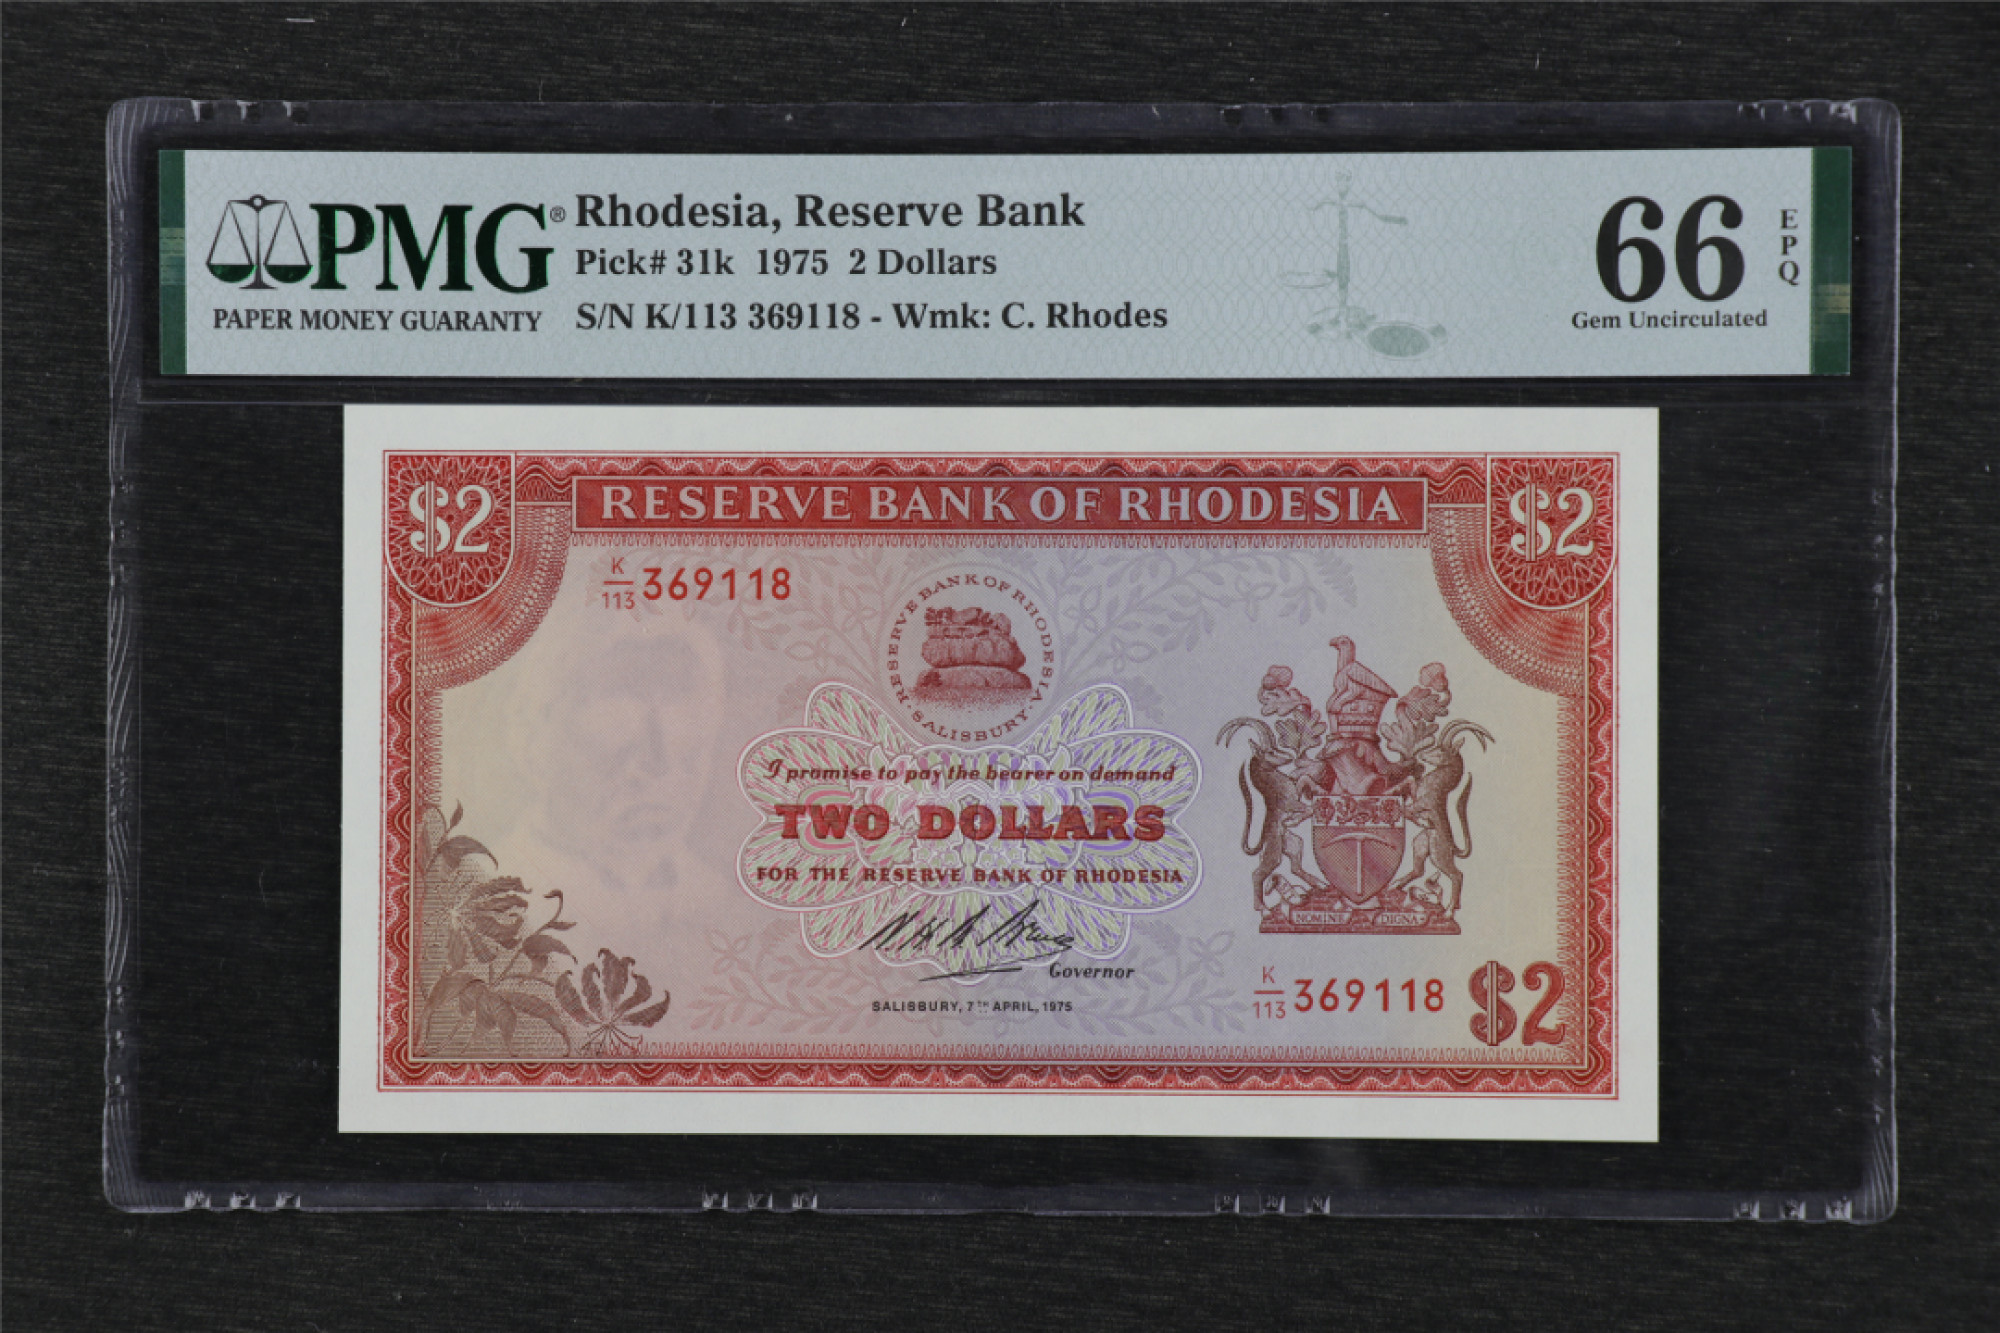 PMG®
PAPER MONEY GUARANTY
Rhodesia, Reserve Bank
Pick# 31k 1975 2 Dollars
S/N K/113 369118 - Wmk: C. Rhodes
66
EPQ
Gem Uncirculated
$2
RESERVE BANK OF RHODESIA
$2
K/113 369118
RESERVE BANK OF RHODESIA
· SALISBURY ·
I promise to pay the bearer on demand
TWO DOLLARS
FOR THE RESERVE BANK OF RHODESIA
Governor
SALISBURY, 7TH APRIL, 1975
NOMINE DIGNA
K/113 369118
$2